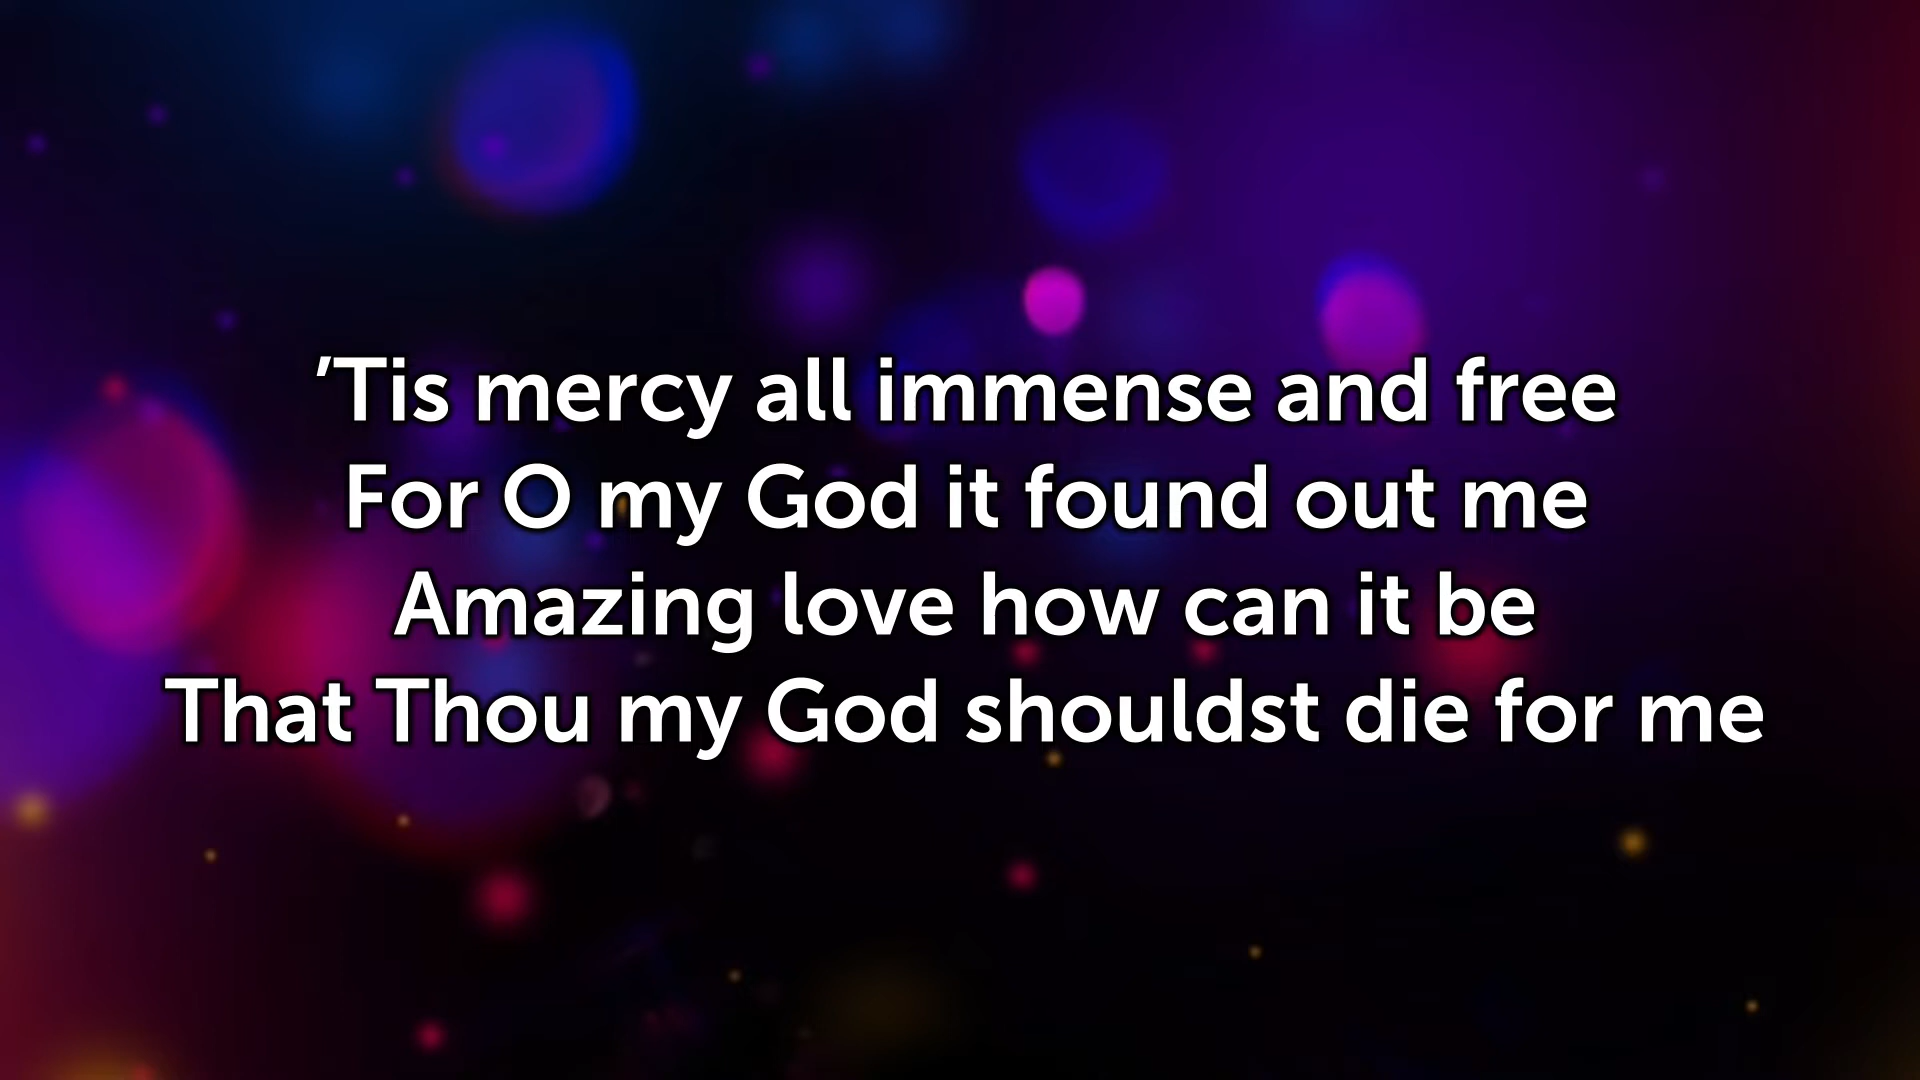 ’Tis mercy all immense and free
For O my God it found out me
Amazing love how can it be
That Thou my God shouldst die for me